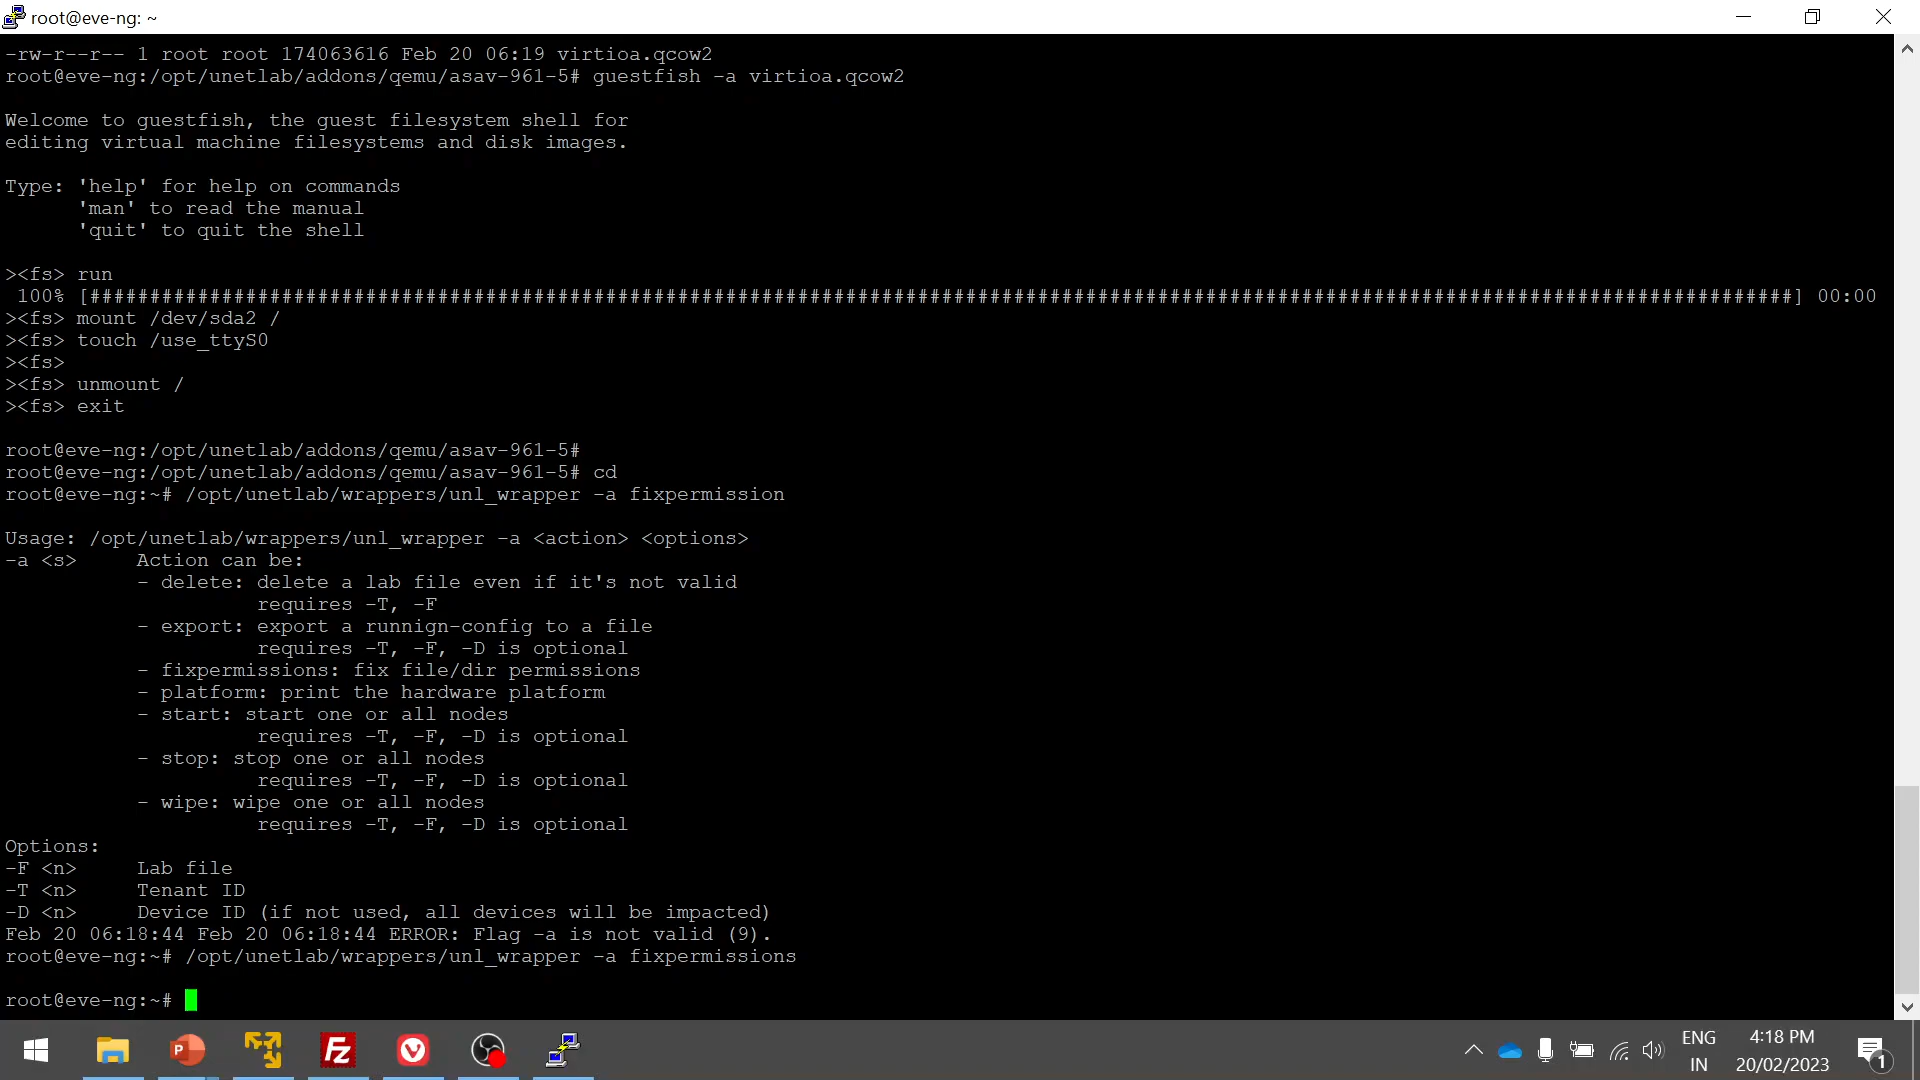 root@eve-ng: ~
-rw-r--r-- 1 root root 174063616 Feb 20 06:19 virtioa.qcow2
root@eve-ng:/opt/unetlab/addons/qemu/asav-961-5# guestfish -a virtioa.qcow2
Welcome to guestfish, the guest filesystem shell for
editing virtual machine filesystems and disk images.
Type: 'help' for help on commands
'man' to read the manual
'quit' to quit the shell
><fs> run
100% [##############################################################################################################################################] 00:00
><fs> mount /dev/sda2 /
><fs> touch /use_ttyS0
><fs>
><fs> unmount /
><fs> exit
root@eve-ng:/opt/unetlab/addons/qemu/asav-961-5#
root@eve-ng:/opt/unetlab/addons/qemu/asav-961-5# cd
root@eve-ng:~# /opt/unetlab/wrappers/unl_wrapper -a fixpermission
Usage: /opt/unetlab/wrappers/unl_wrapper -a <action> <options>
-a <s>     Action can be:
- delete: delete a lab file even if it's not valid
requires -T, -F
- export: export a runnign-config to a file
requires -T, -F, -D is optional
- fixpermissions: fix file/dir permissions
- platform: print the hardware platform
- start: start one or all nodes
requires -T, -F, -D is optional
- stop: stop one or all nodes
requires -T, -F, -D is optional
- wipe: wipe one or all nodes
requires -T, -F, -D is optional
Options:
-F <n>     Lab file
-T <n>     Tenant ID
-D <n>     Device ID (if not used, all devices will be impacted)
Feb 20 06:18:44 Feb 20 06:18:44 ERROR: Flag -a is not valid (9).
root@eve-ng:~# /opt/unetlab/wrappers/unl_wrapper -a fixpermissions
root@eve-ng:~#
P
Fz
ENG
IN
4:18 PM
20/02/2023
1